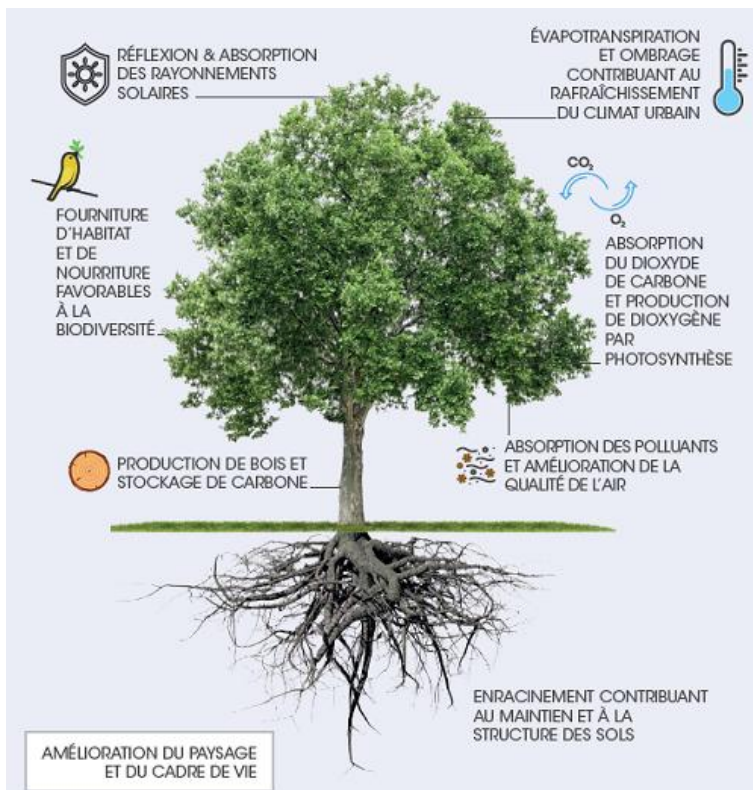 RÉFLEXION & ABSORPTION
DES RAYONNEMENTS
SOLAIRES
ÉVAPOTRANSPIRATION
ET OMBRAGE
CONTRIBUANT AU
RAFRAÎCHISSEMENT
DU CLIMAT URBAIN
FOURNITURE
D'HABITAT
ET DE
NOURRITURE
FAVORABLES
À LA
BIODIVERSITÉ
CO₂
O₂
ABSORPTION
DU DIOXYDE
DE CARBONE
ET PRODUCTION
DE DIOXYGÈNE
PAR
PHOTOSYNTHÈSE
PRODUCTION DE BOIS ET
STOCKAGE DE CARBONE
ABSORPTION DES POLLUANTS
ET AMÉLIORATION DE LA
QUALITÉ DE L'AIR
ENRACINEMENT CONTRIBUANT
AU MAINTIEN ET À LA
STRUCTURE DES SOLS
AMÉLIORATION DU PAYSAGE
ET DU CADRE DE VIE